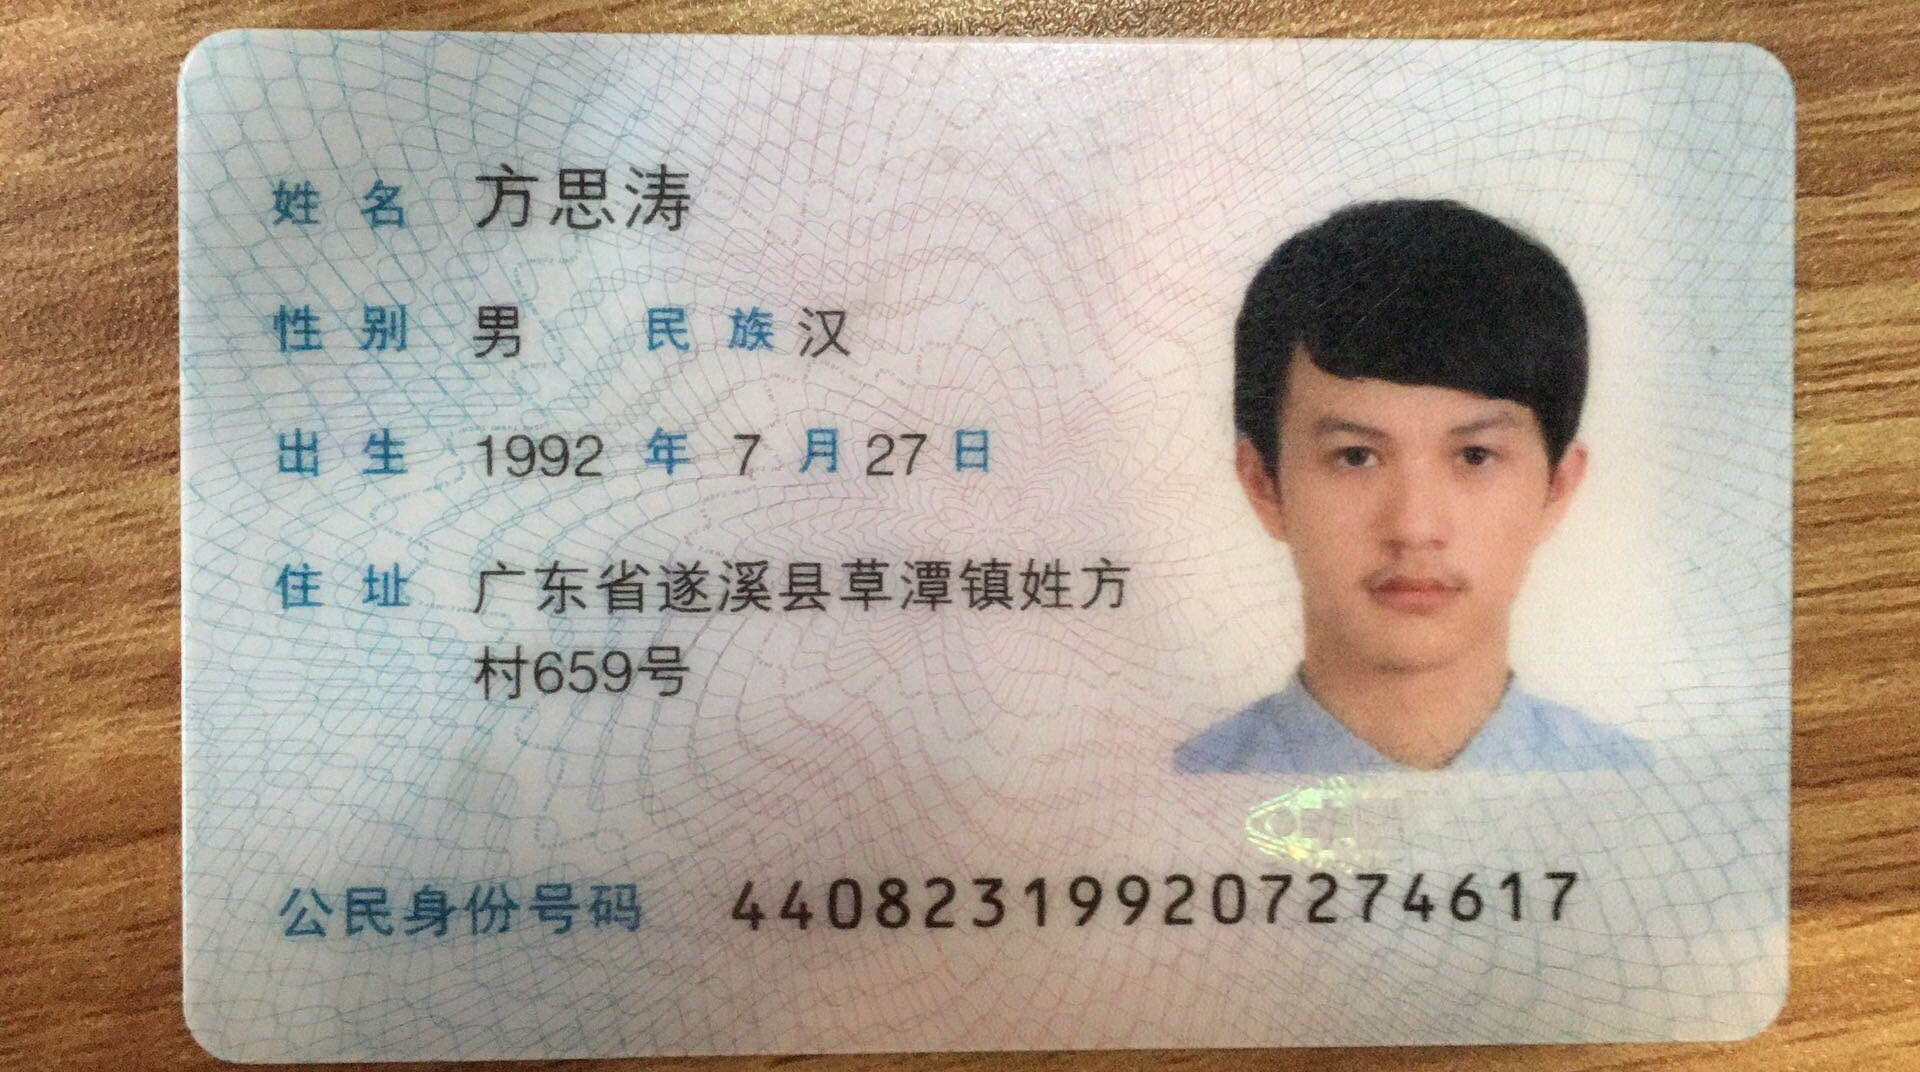 姓名 方思涛
性别 男 民族 汉
出生 1992 年 7 月 27 日
住址 广东省遂溪县草潭镇姓方
村659号
公民身份号码 440823199207274617